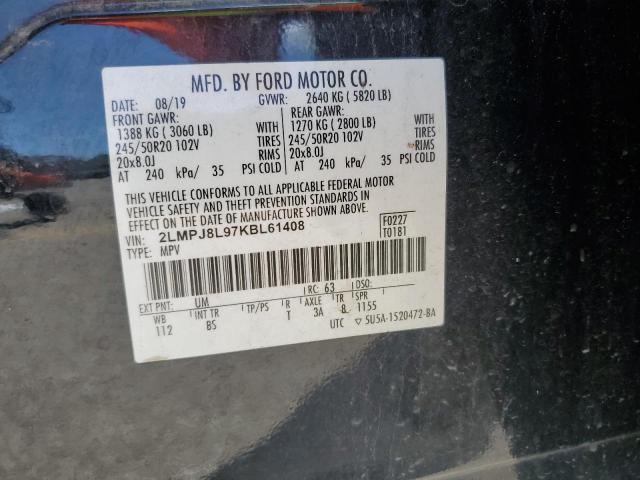 MFD. BY FORD MOTOR CO.
DATE: 08/19 GVWR: 2640 KG ( 5820 LB)
FRONT GAWR: REAR GAWR:
1388 KG ( 3060 LB) WITH 1270 KG ( 2800 LB) WITH
245/50R20 102V TIRES 245/50R20 102V TIRES
20x8.0J RIMS 20x8.0J RIMS
AT 240 kPa/ 35 PSI COLD AT 240 kPa/ 35 PSI COLD
THIS VEHICLE CONFORMS TO ALL APPLICABLE FEDERAL MOTOR
VEHICLE SAFETY AND THEFT PREVENTION STANDARDS IN
EFFECT ON THE DATE OF MANUFACTURE SHOWN ABOVE.
VIN: 2LMPJ8L97KBL61408 F0227
TYPE: MPV T0181
EXT PNT: UM RC: 63 DSO:
WB INT TR TP/PS R AXLE TR SPR
112 BS T 3A 8 1155
UTC ▽ 5U5A-1520472-BA